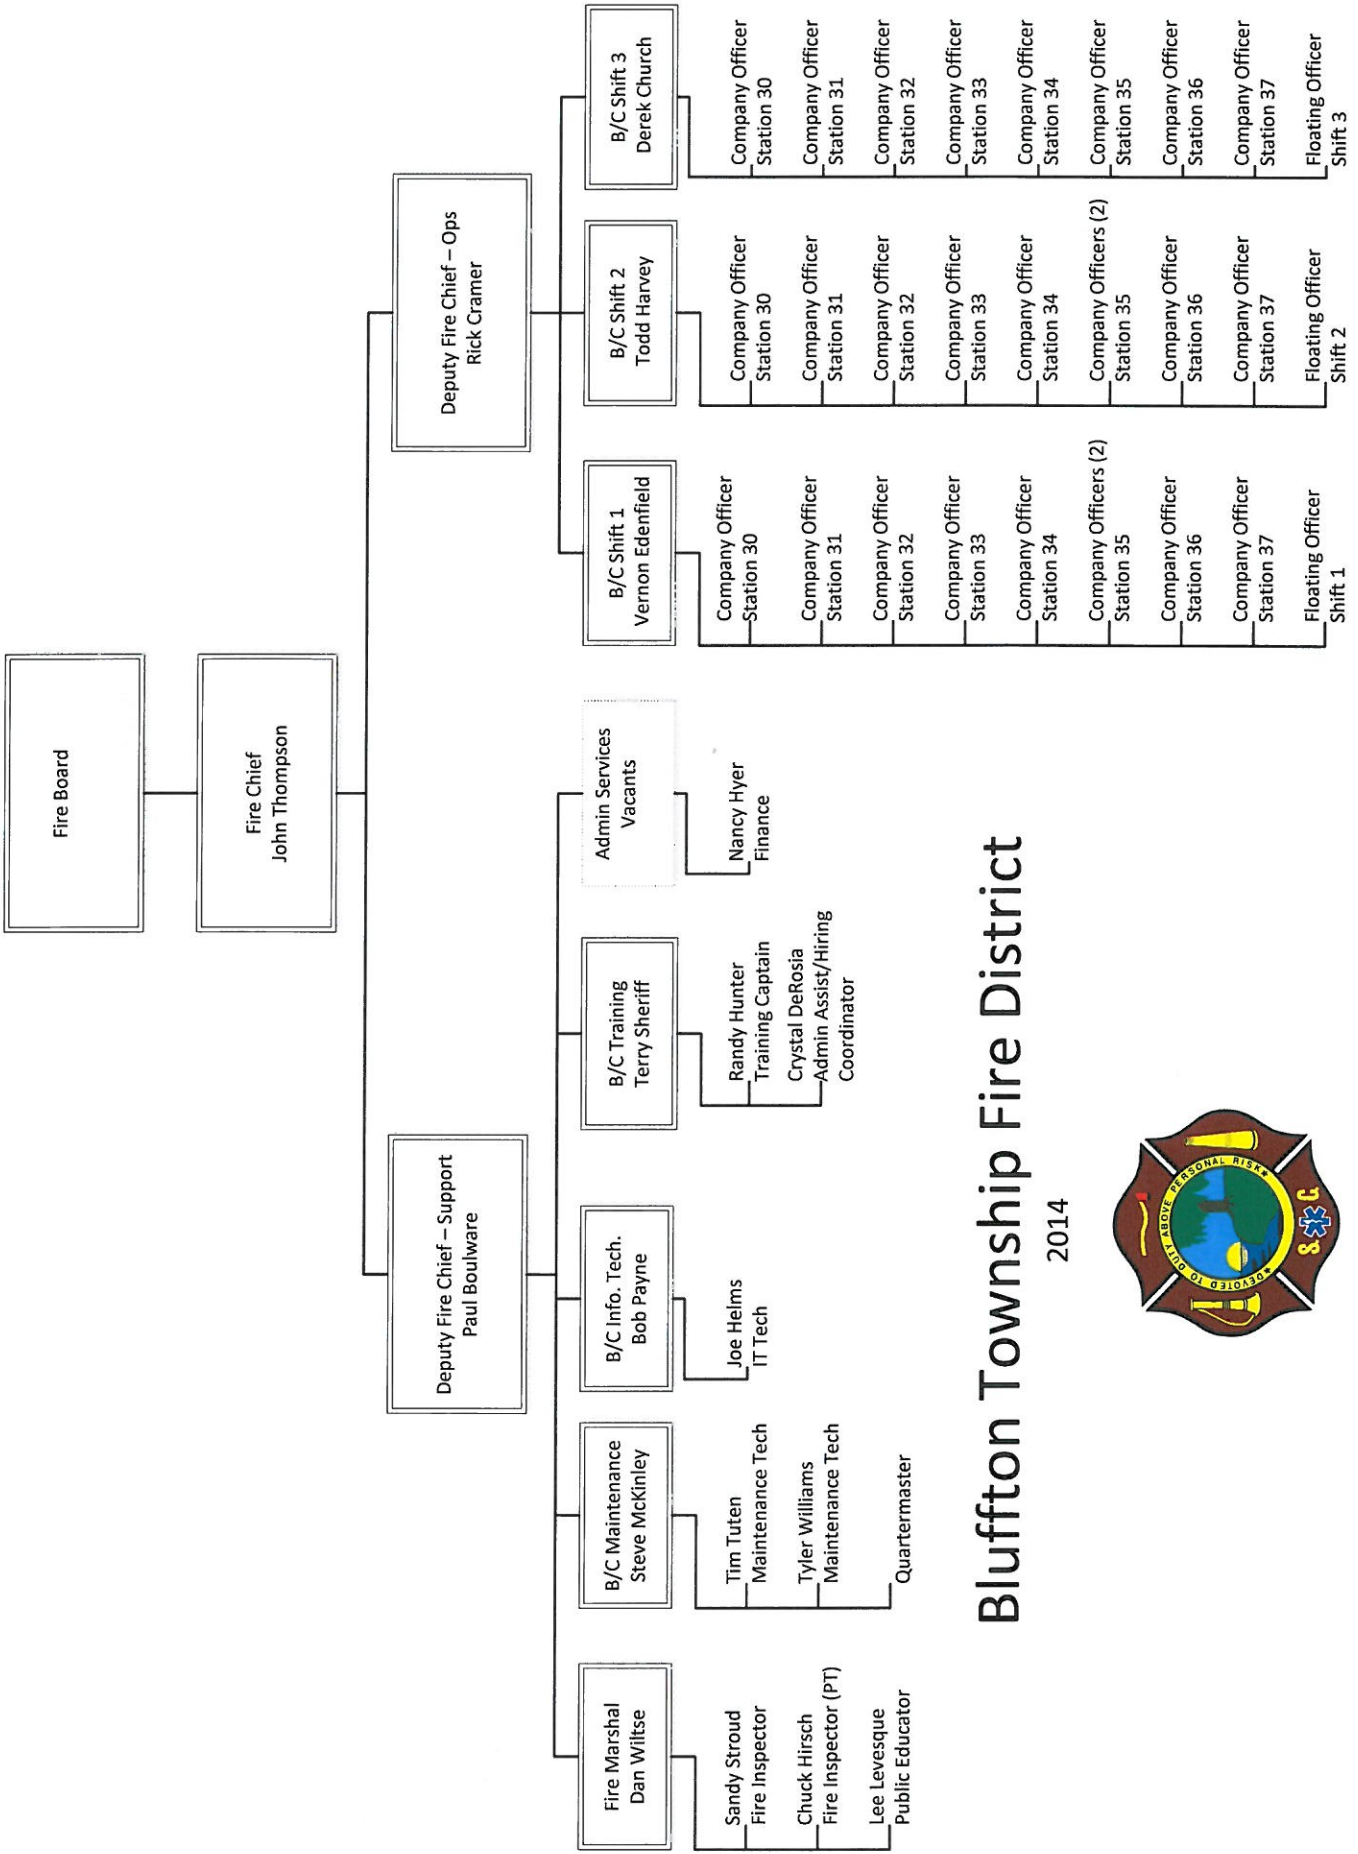 Fire Board
Fire Chief
John Thompson
Deputy Fire Chief – Support
Paul Boulware
Deputy Fire Chief – Ops
Rick Cramer
Fire Marshal
Dan Wiltse
B/C Maintenance
Steve McKinley
B/C Info. Tech.
Bob Payne
B/C Training
Terry Sheriff
Admin Services
Vacants
B/C Shift 1
Vernon Edenfield
B/C Shift 2
Todd Harvey
B/C Shift 3
Derek Church
Sandy Stroud
Fire Inspector
Chuck Hirsch
Fire Inspector (PT)
Lee Levesque
Public Educator
Tim Tuten
Maintenance Tech
Tyler Williams
Maintenance Tech
Quartermaster
Joe Helms
IT Tech
Randy Hunter
Training Captain
Crystal DeRosia
Admin Assist/Hiring
Coordinator
Nancy Hyer
Finance
Company Officer
Station 30
Company Officer
Station 31
Company Officer
Station 32
Company Officer
Station 33
Company Officer
Station 34
Company Officers (2)
Station 35
Company Officer
Station 36
Company Officer
Station 37
Floating Officer
Shift 1
Company Officer
Station 30
Company Officer
Station 31
Company Officer
Station 32
Company Officer
Station 33
Company Officer
Station 34
Company Officers (2)
Station 35
Company Officer
Station 36
Company Officer
Station 37
Floating Officer
Shift 2
Company Officer
Station 30
Company Officer
Station 31
Company Officer
Station 32
Company Officer
Station 33
Company Officer
Station 34
Company Officer
Station 35
Company Officer
Station 36
Company Officer
Station 37
Floating Officer
Shift 3
Bluffton Township Fire District
2014
DEVOTED TO DUTY ABOVE PERSONAL RISK
S. C.